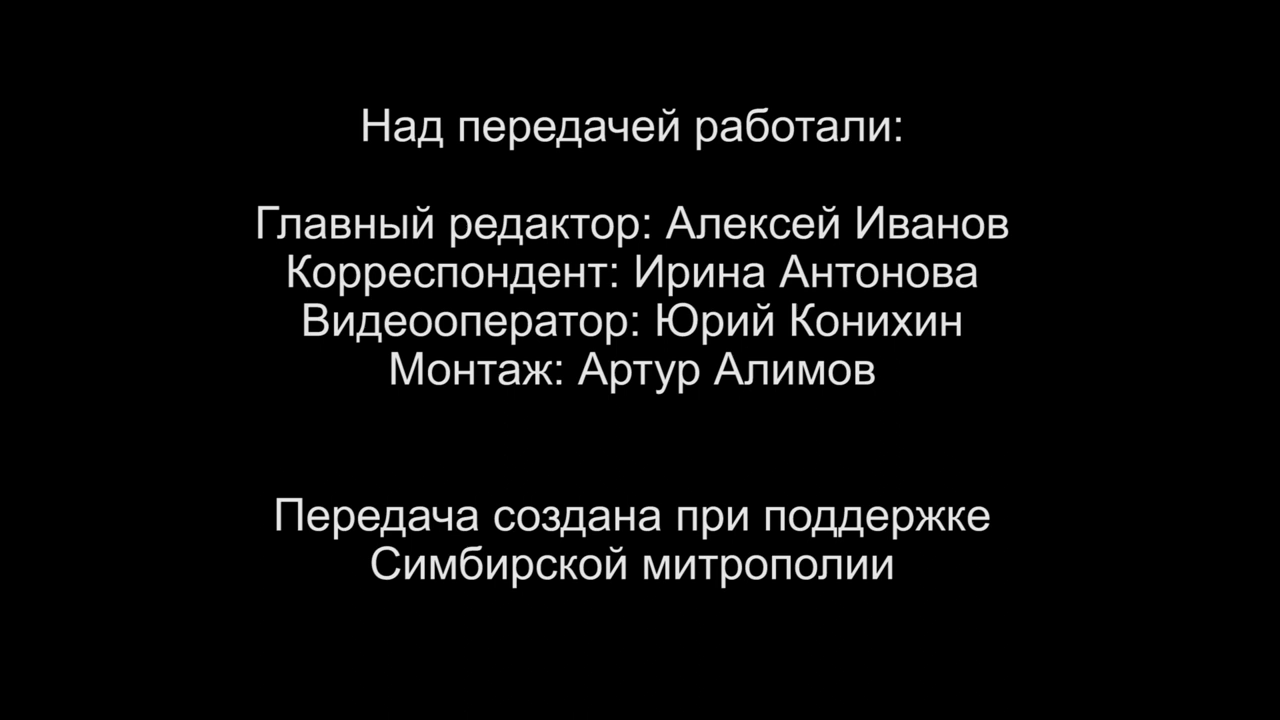 Над передачей работали:
Главный редактор: Алексей Иванов
Корреспондент: Ирина Антонова
Видеооператор: Юрий Конихин
Монтаж: Артур Алимов
Передача создана при поддержке
Симбирской митрополии